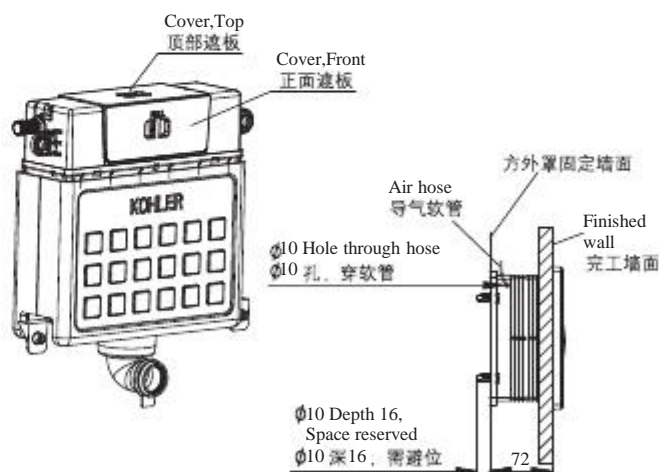 Cover,Top
顶部遮板
Cover,Front
正面遮板
KOHLER
方外罩固定墙面
Air hose
导气软管
Finished
wall
完工墙面
ϕ10 Hole through hose
ϕ10 孔、穿软管
ϕ10 Depth 16,
Space reserved
ϕ10 深16、需避位
72